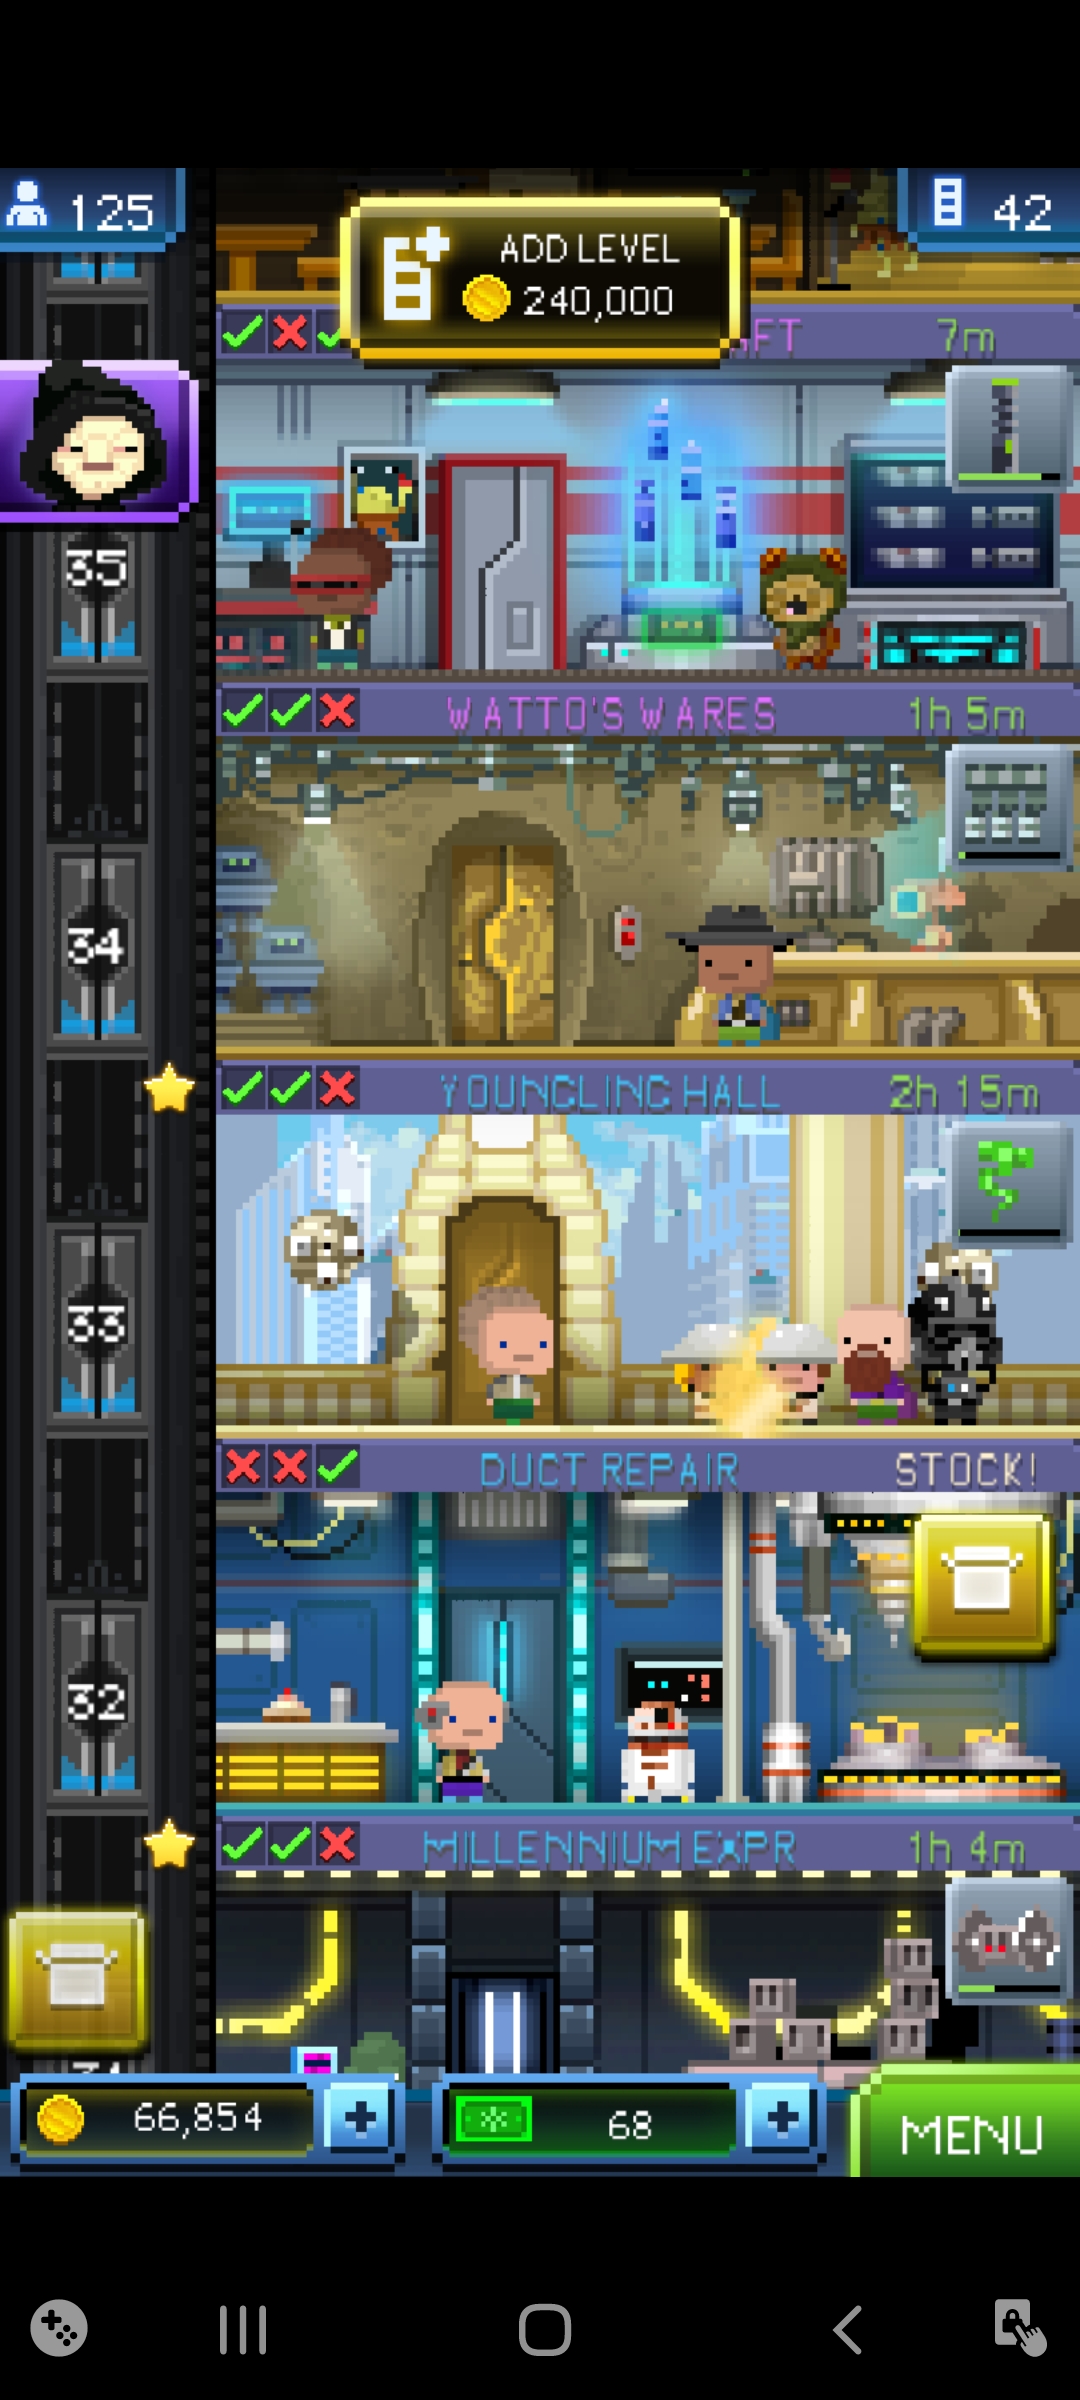 125
42
ADD LEVEL
240,000
7m
35
WATTO'S WARES
1h 5m
34
YOUNGLING HALL
2h 15m
33
DUCT REPAIR
STOCK!
32
MILLENNIUM EXPR
1h 4m
66,854
68
MENU